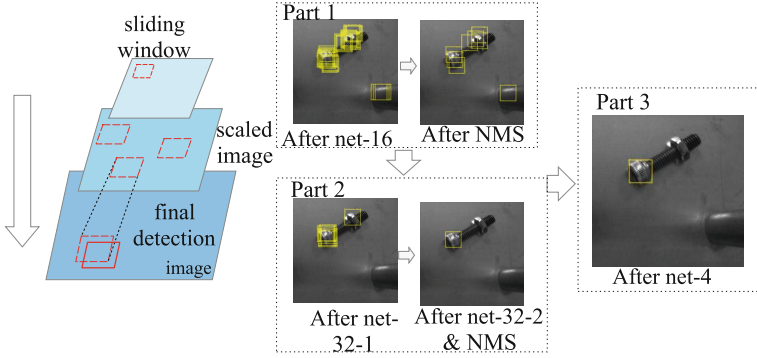 sliding
window
scaled
image
final
detection
image
Part 1
After net-16
After NMS
Part 2
After net-
32-1
After net-32-2
& NMS
Part 3
After net-4